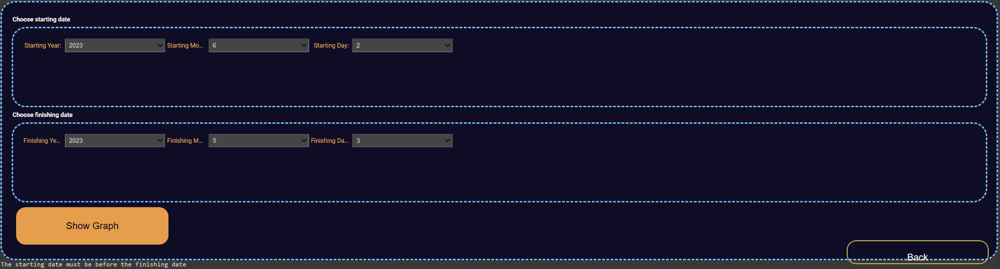 Choose starting date
Starting Year: 2023 Starting Mo... 6 Starting Day: 2
Choose finishing date
Finishing Ye... 2023 Finishing M... 5 Finishing Da... 3
Show Graph
Back
The starting date must be before the finishing date